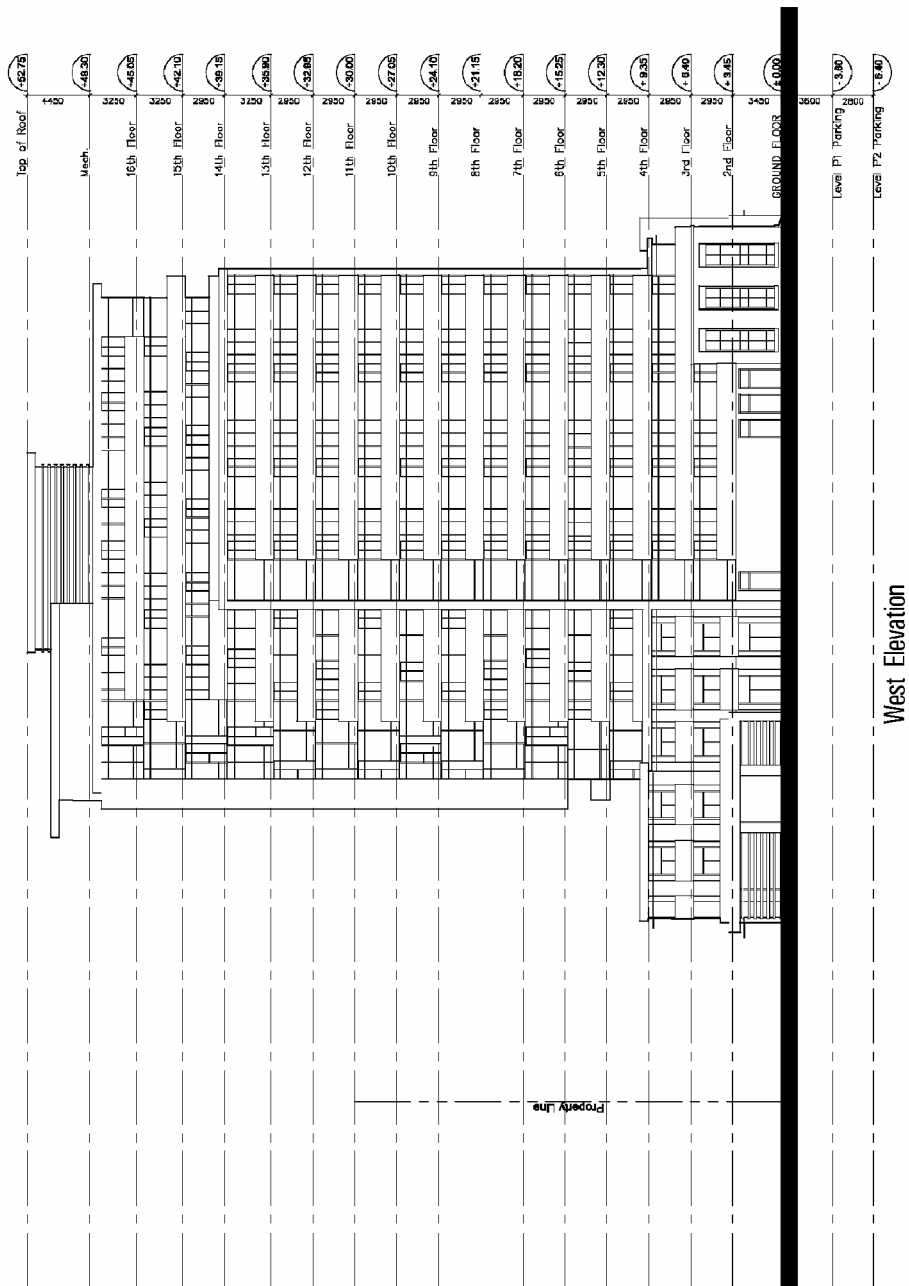 +52.75
4450
Top of Roof
+48.30
3250
Mech.
+45.05
3250
16th Floor
+42.10
2950
15th Floor
+39.15
3250
14th Floor
+35.90
2950
13th Floor
+32.95
2950
12th Floor
+30.00
2950
11th Floor
+27.05
2950
10th Floor
+24.10
2950
9th Floor
+21.15
2950
8th Floor
+18.20
2950
7th Floor
+15.25
2950
6th Floor
+12.30
2950
5th Floor
+9.35
2950
4th Floor
+6.40
2950
3rd Floor
+3.45
3450
2nd Floor
±0.00
3600
GROUND FLOOR
-3.60
2800
Level P1 Parking
-6.40
Level P2 Parking
Property Line
West Elevation